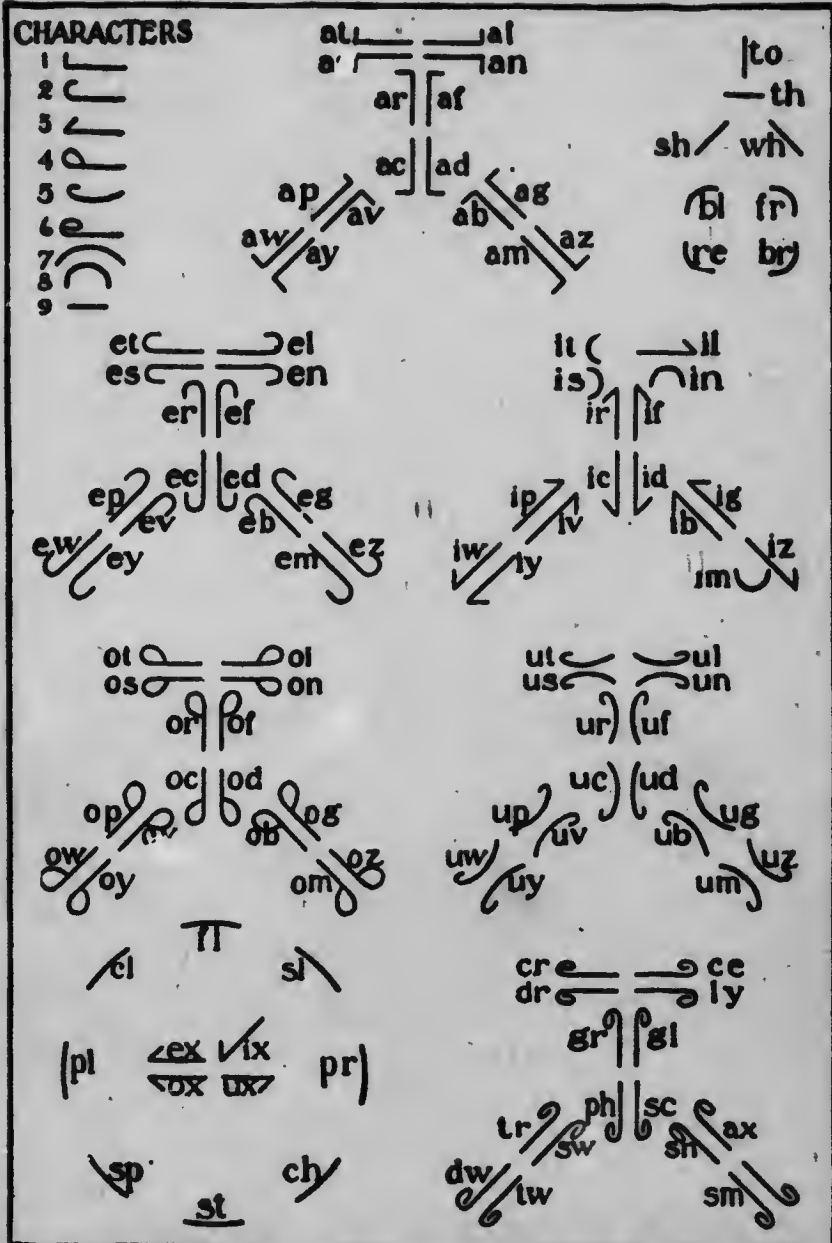 CHARACTERS
1
2
3
4
5
6
7
8
9
at al
an
ar af
ac ad
ap av
aw ay
ag ab
az am
to
th
sh wh
bl fr
re br
et el
es en
er ef
ec ed
ep ev
ew ey
eg eb
ez em
it il
is in
ir if
ic id
ip iv
iw iy
ig ib
iz im
ot ol
os on
or of
oc od
op
ow oy
og ob
oz om
ut ul
us un
ur uf
uc ud
up uv
uw uy
ug ub
uz um
fl
cl sl
pl ex ix pr
ox ux
sp ch
st
cr ce
dr ly
gr gl
ph sc
tr sw
dw tw
ax sn
sm